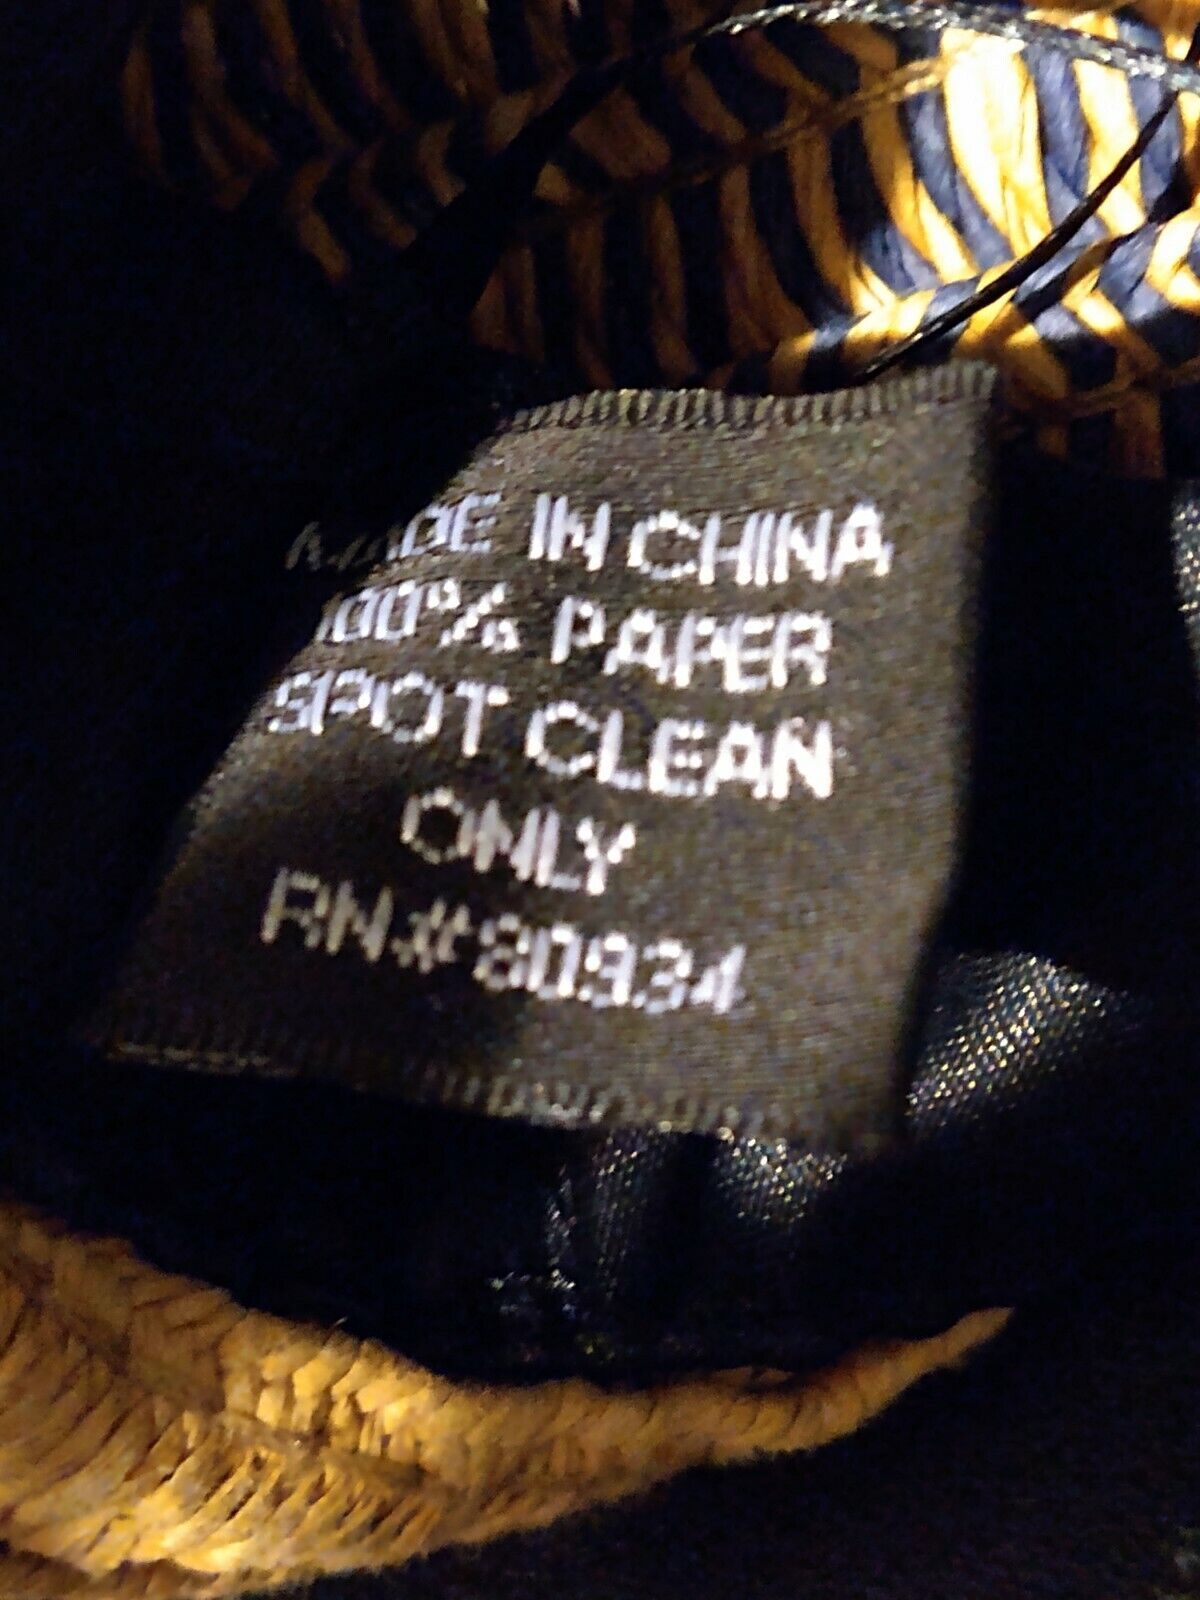 MADE IN CHINA
100% PAPER
SPOT CLEAN
ONLY
RN#80934